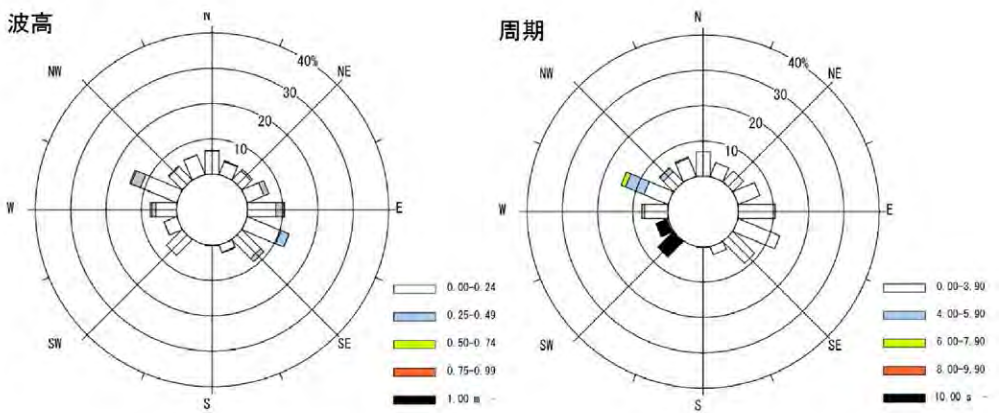 波高
N
NE
E
SE
S
SW
W
NW
40%
30
20
10
0.00-0.24
0.25-0.49
0.50-0.74
0.75-0.99
1.00 m -
周期
N
NE
E
SE
S
SW
W
NW
40%
30
20
10
0.00-3.90
4.00-5.90
6.00-7.90
8.00-9.90
10.00 s -